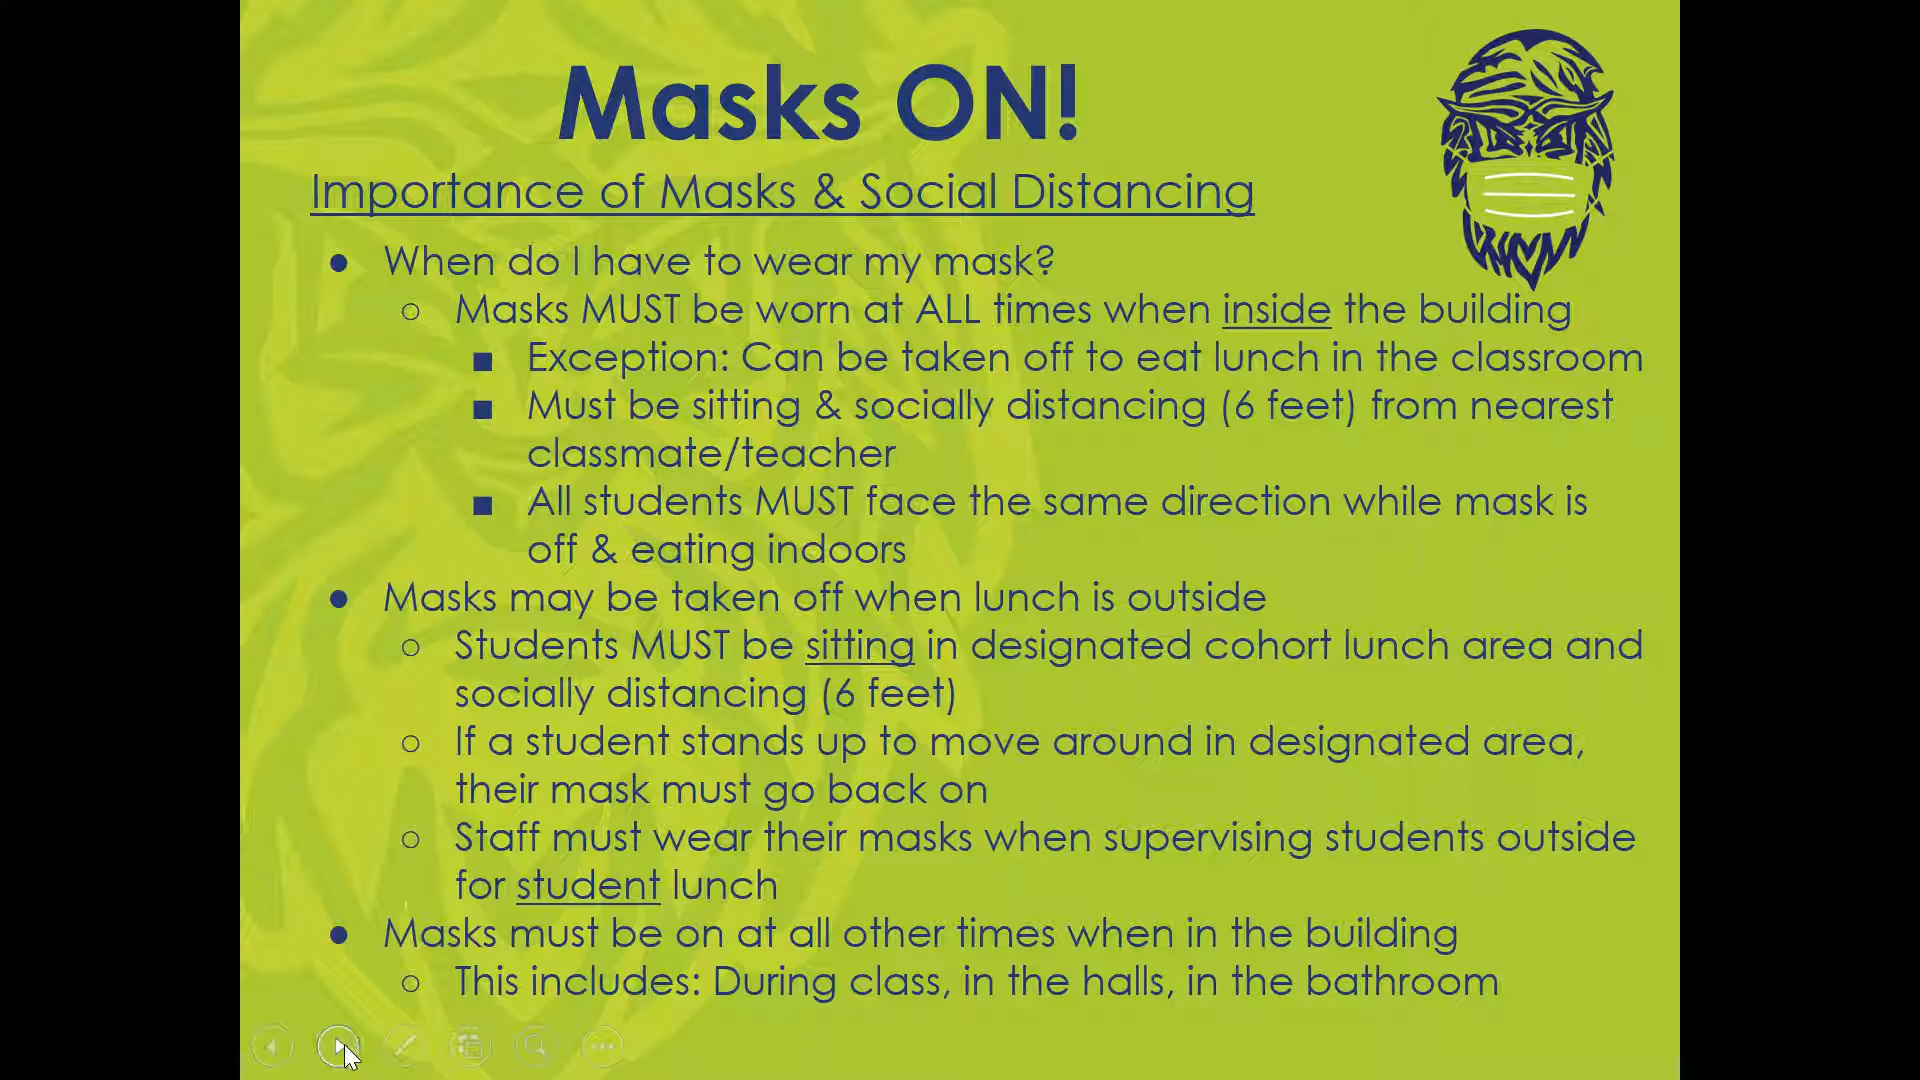 Masks ON!
Importance of Masks & Social Distancing
● When do I have to wear my mask?
○ Masks MUST be worn at ALL times when inside the building
■ Exception: Can be taken off to eat lunch in the classroom
■ Must be sitting & socially distancing (6 feet) from nearest
classmate/teacher
■ All students MUST face the same direction while mask is
off & eating indoors
● Masks may be taken off when lunch is outside
○ Students MUST be sitting in designated cohort lunch area and
socially distancing (6 feet)
○ If a student stands up to move around in designated area,
their mask must go back on
○ Staff must wear their masks when supervising students outside
for student lunch
● Masks must be on at all other times when in the building
○ This includes: During class, in the halls, in the bathroom